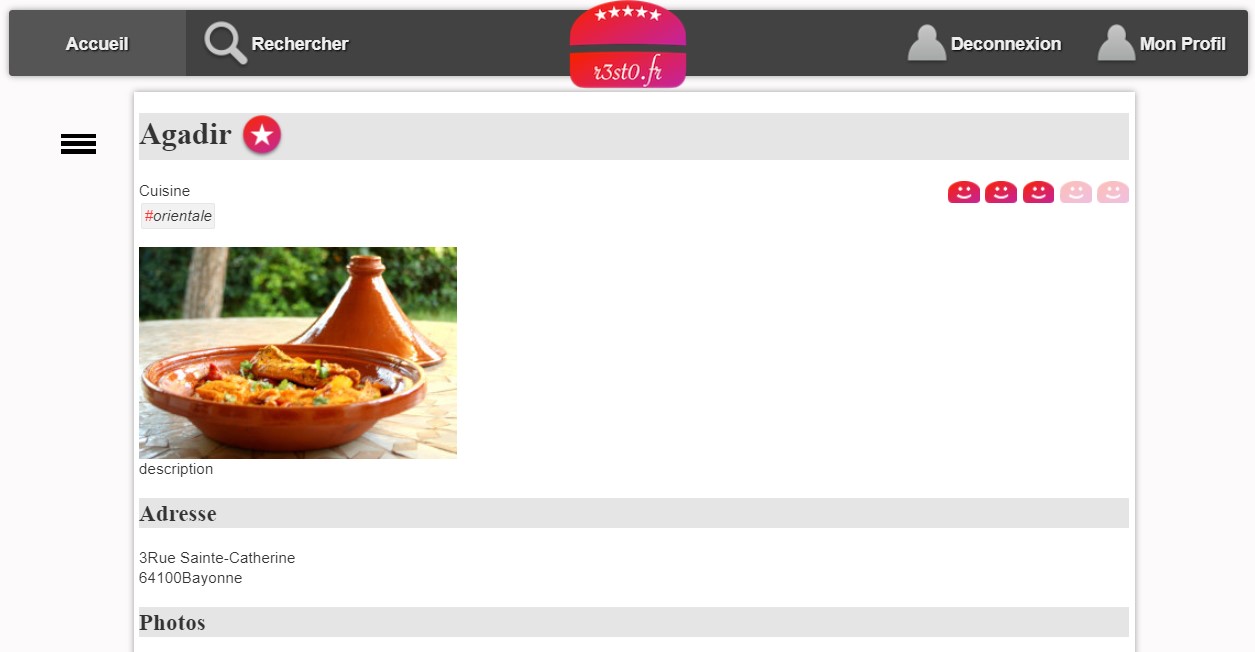 Accueil
Rechercher
r3st0.fr
Deconnexion
Mon Profil
Agadir
Cuisine
#orientale
description
Adresse
3Rue Sainte-Catherine
64100Bayonne
Photos